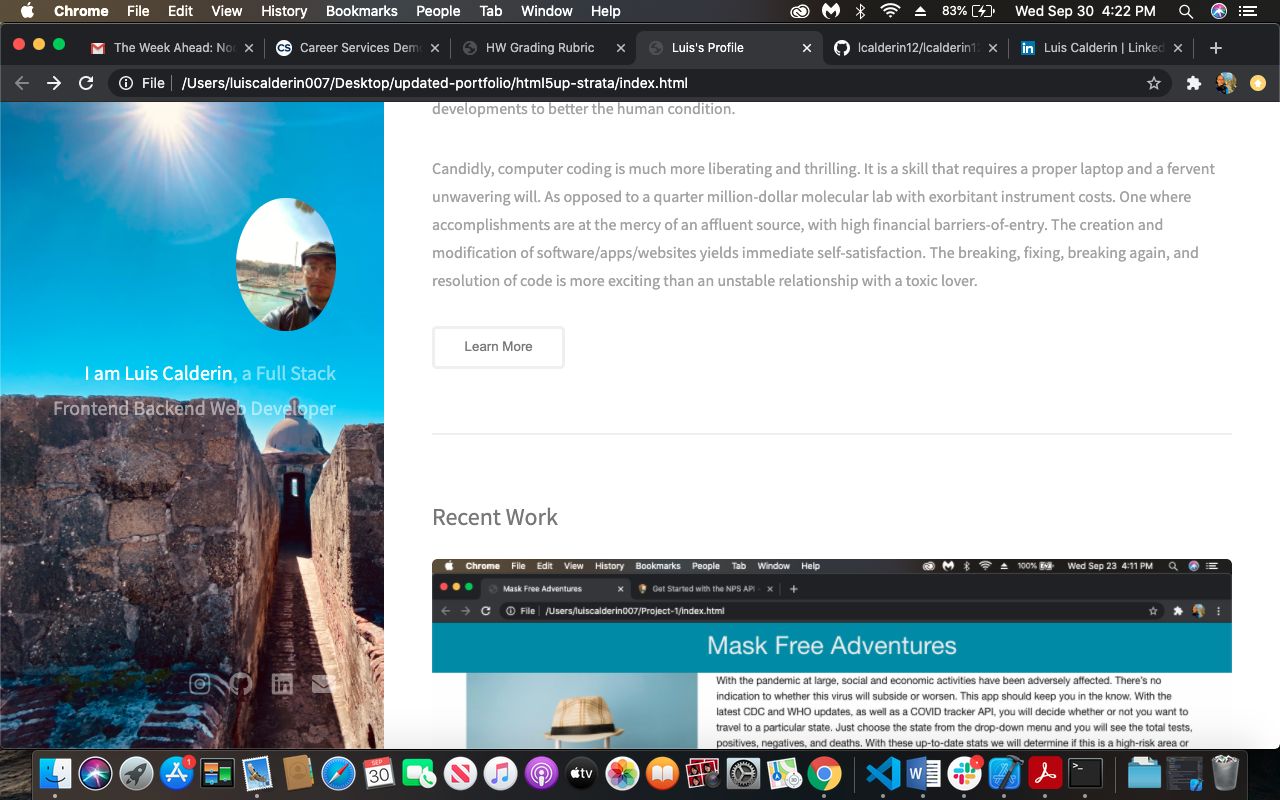 Chrome File Edit View History Bookmarks People Tab Window Help 83% Wed Sep 30 4:22 PM
The Week Ahead: No CS Career Services Dem HW Grading Rubric Luis's Profile lcalderin12/lcalderin1 Luis Calderin | Linked
File /Users/luiscalderin007/Desktop/updated-portfolio/html5up-strata/index.html
developments to better the human condition.
Candidly, computer coding is much more liberating and thrilling. It is a skill that requires a proper laptop and a fervent
unwavering will. As opposed to a quarter million-dollar molecular lab with exorbitant instrument costs. One where
accomplishments are at the mercy of an affluent source, with high financial barriers-of-entry. The creation and
modification of software/apps/websites yields immediate self-satisfaction. The breaking, fixing, breaking again, and
resolution of code is more exciting than an unstable relationship with a toxic lover.
Learn More
I am Luis Calderin, a Full Stack
Frontend Backend Web Developer
Recent Work
Chrome File Edit View History Bookmarks People Tab Window Help 100% Wed Sep 23 4:11 PM
Mask Free Adventures Get Started with the NPS API
File /Users/luiscalderin007/Project-1/index.html
Mask Free Adventures
With the pandemic at large, social and economic activities have been adversely affected. There's no
indication to whether this virus will subside or worsen. This app should keep you in the know. With the
latest CDC and WHO updates, as well as a COVID tracker API, you will decide whether or not you want to
travel to a particular state. Just choose the state from the drop-down menu and you will see the total tests,
positives, negatives, and deaths. With these up-to-date stats we will determine if this is a high-risk area or
1 SEP 30 tv